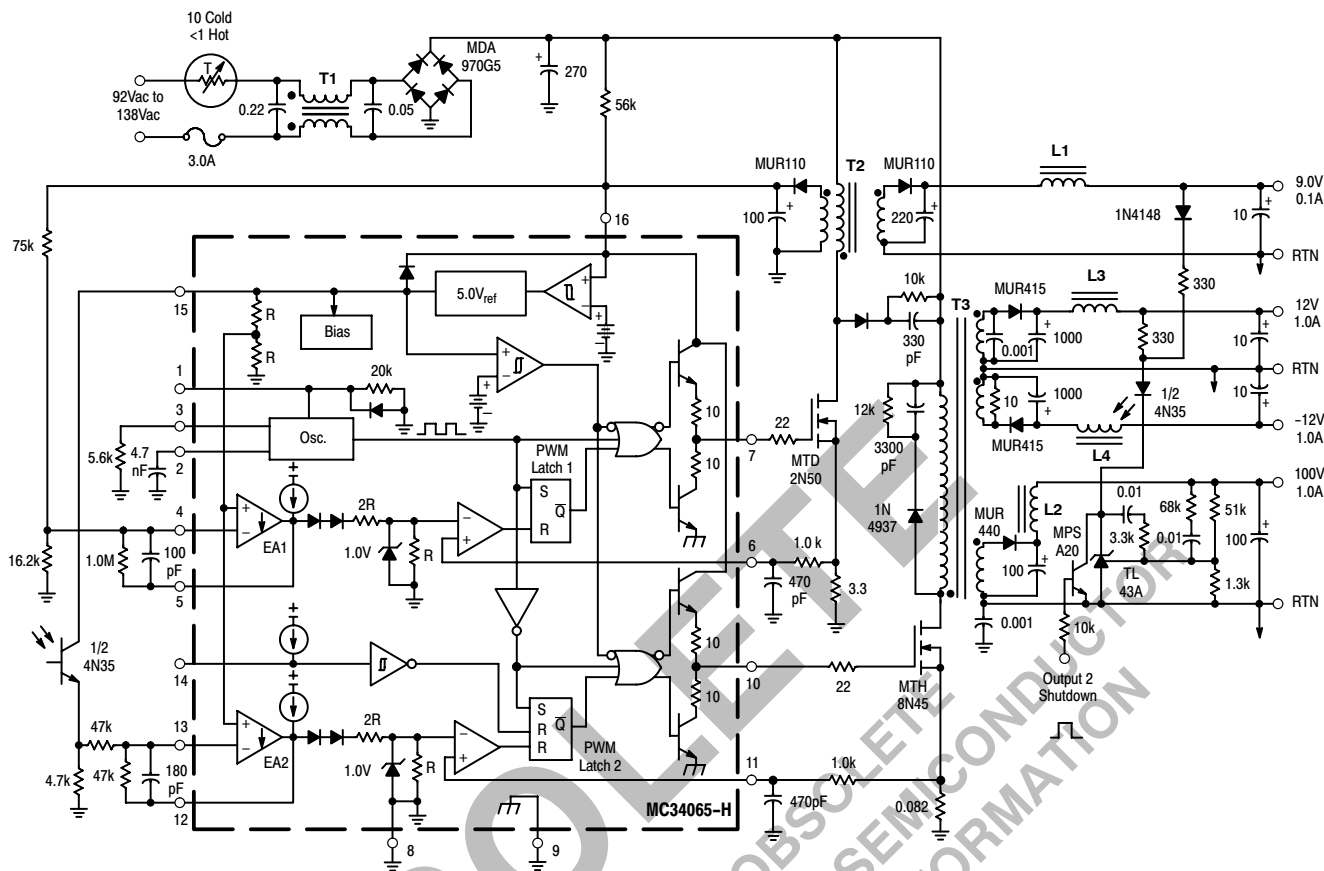 10 Cold
<1 Hot
T
92Vac to
138Vac
3.0A
0.22
T1
0.05
MDA
970G5
+
270
56k
MUR110
T2
MUR110
L1
9.0V
0.1A
100
+
220
+
1N4148
10
+
RTN
16
75k
15
R
R
Bias
5.0Vref
+
−
+
−
10k
330
pF
T3
MUR415
L3
330
12V
1.0A
0.001
+
1000
330
10
+
RTN
1
20k
3
2
5.6k
4.7
nF
Osc.
PWM
Latch 1
S
Q
R
10
10
7
22
MTD
2N50
12k
3300
pF
10
1000
+
MUR415
1/2
4N35
10
+
−12V
1.0A
L4
4
5
16.2k
1.0M
100
pF
+
−
EA1
2R
1.0V
R
−
+
6
470
pF
1.0 k
3.3
1N
4937
MUR
440
L2
100
+
0.001
MPS
A20
0.01
3.3k
68k
0.01
51k
1.3k
TL
43A
100
+
100V
1.0A
RTN
10k
Output 2
Shutdown
1/2
4N35
14
+
+
10
10
10
22
MTH
8N45
4.7k
47k
47k
180
pF
13
12
+
−
EA2
2R
1.0V
R
−
+
S
R
R
Q
PWM
Latch 2
11
470pF
1.0k
0.082
MC34065−H
8
9
OBSOLETE
OBSOLETE
SEMICONDUCTOR